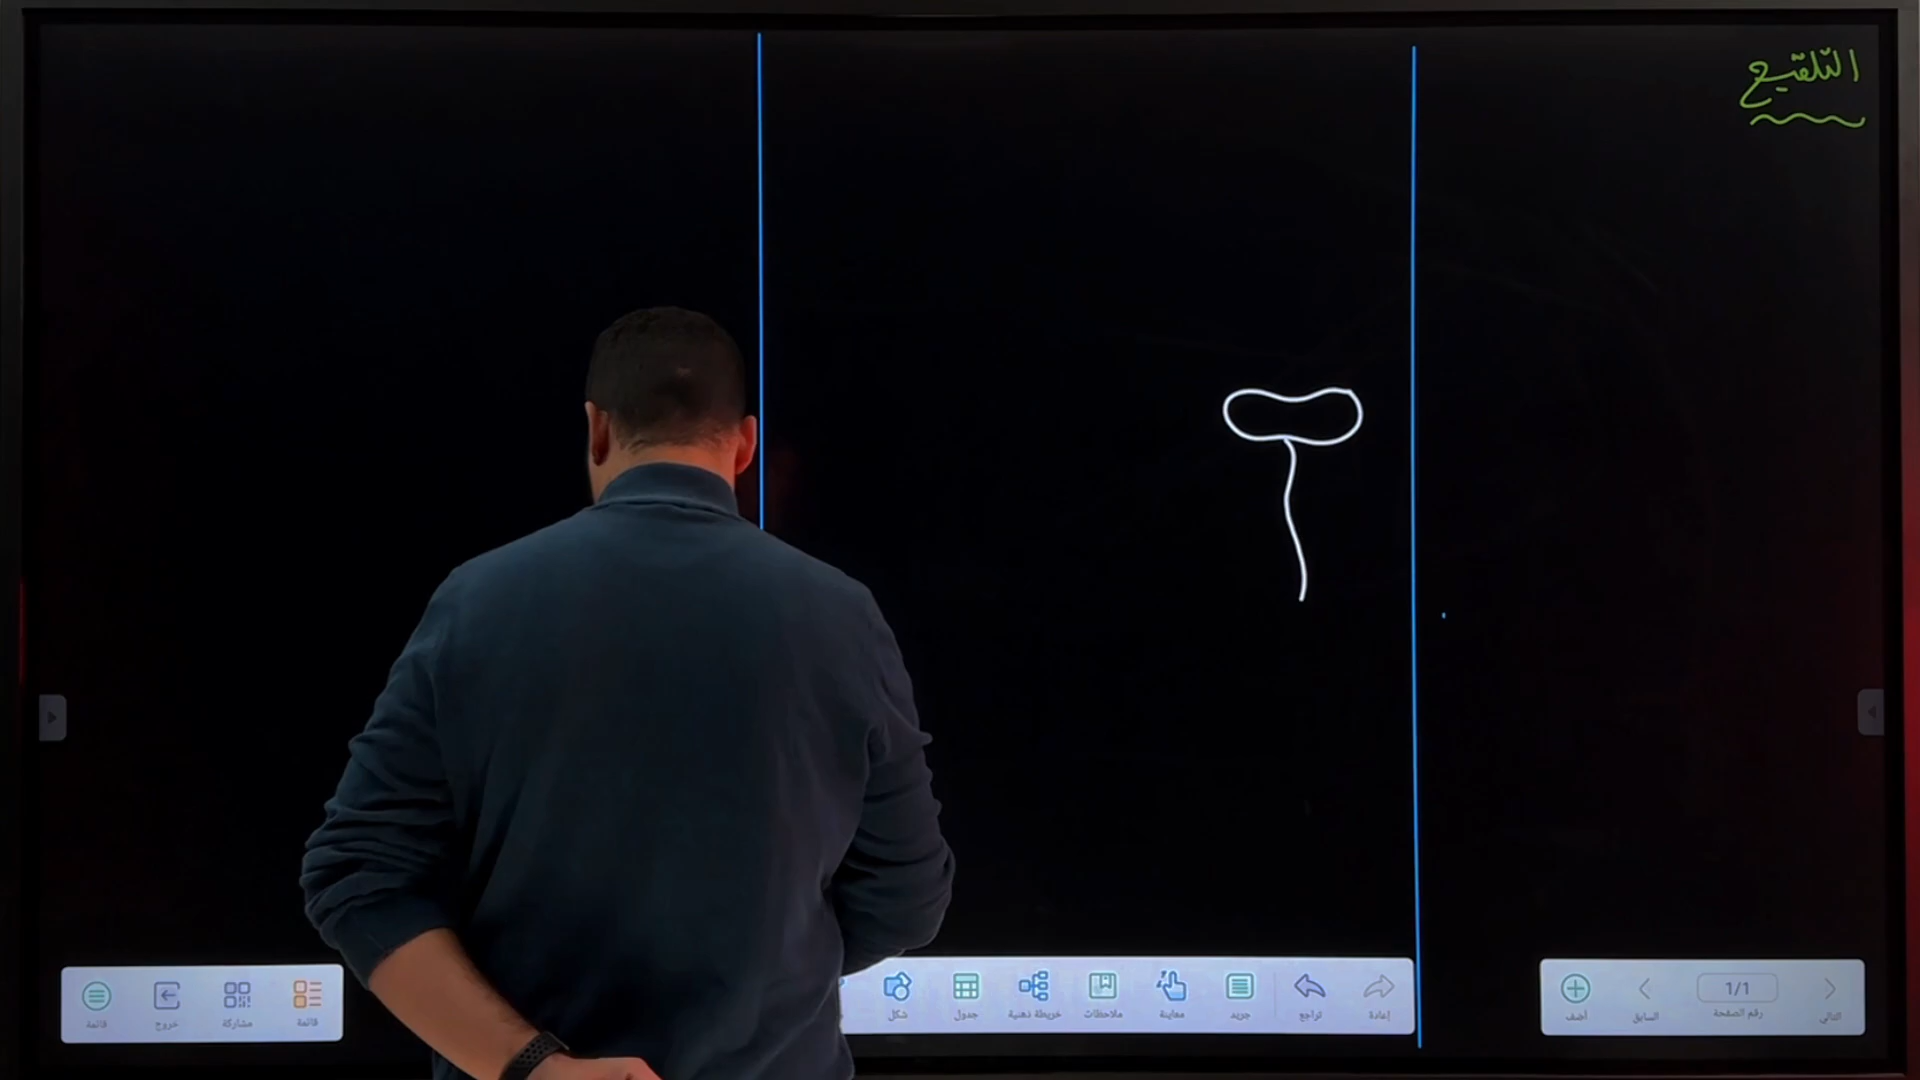 التلقيح
قائمة
خروج
مشاركة
قائمة
شكل
جدول
خريطة ذهنية
ملاحظات
معاينة
جريد
تراجع
إعادة
أضف
السابق
1/1
رقم الصفحة
التالي